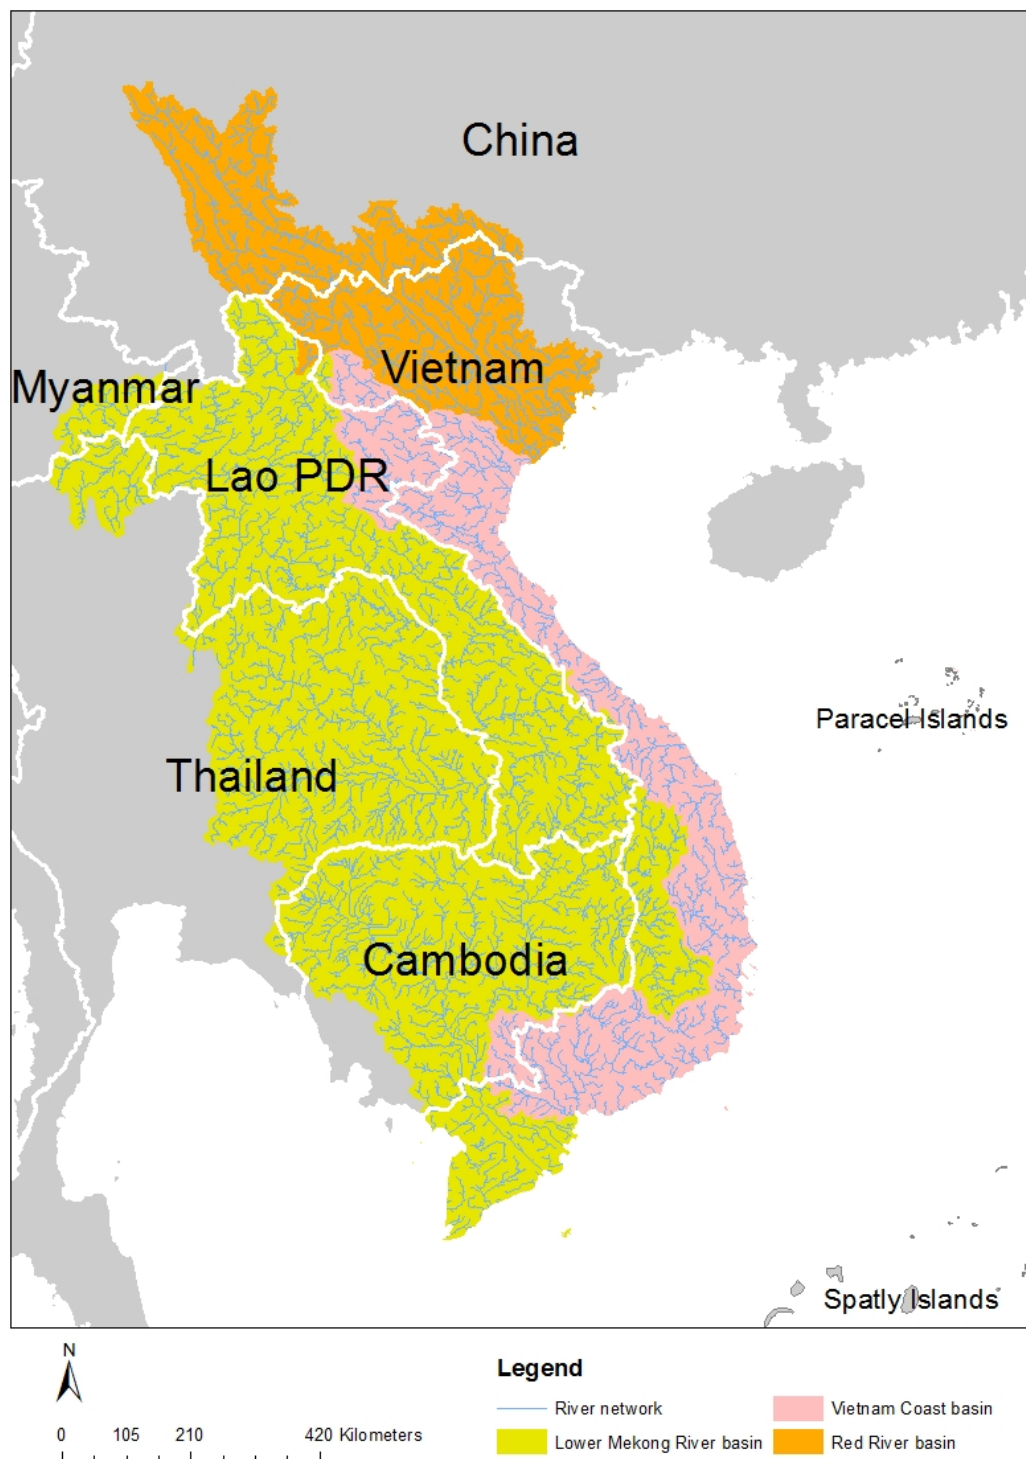 China
Vietnam
Myanmar
Lao PDR
Paracel Islands
Thailand
Cambodia
Spatly Islands
N
0 105 210 420 Kilometers
Legend
River network
Vietnam Coast basin
Lower Mekong River basin
Red River basin